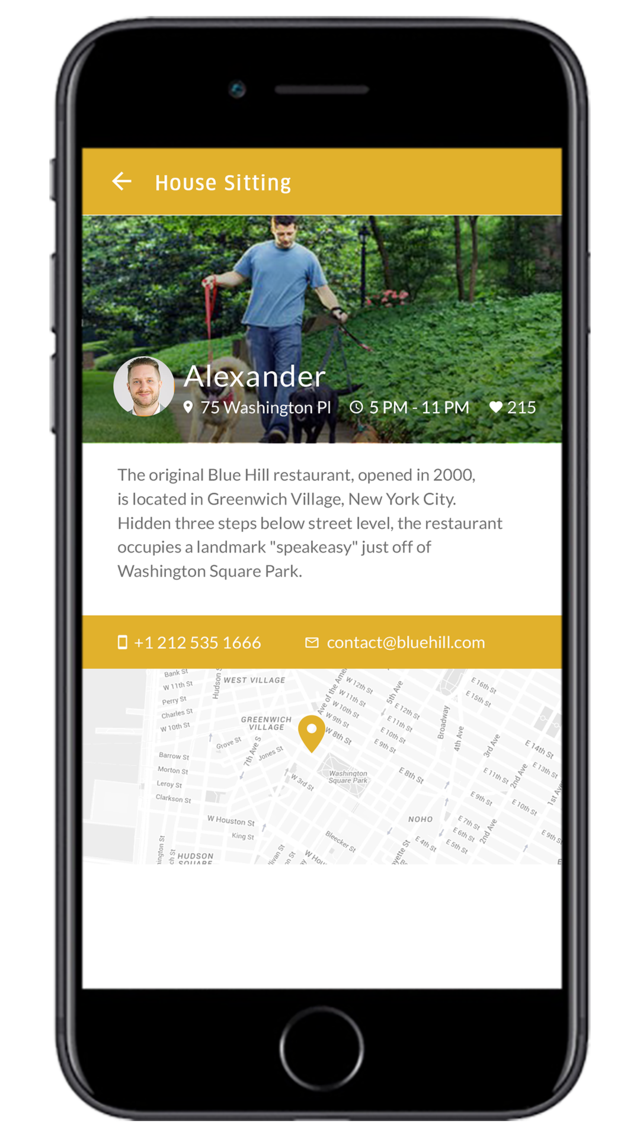 House Sitting
Alexander
75 Washington Pl
5 PM - 11 PM
215
The original Blue Hill restaurant, opened in 2000,
is located in Greenwich Village, New York City.
Hidden three steps below street level, the restaurant
occupies a landmark "speakeasy" just off of
Washington Square Park.
+1 212 535 1666
contact@bluehill.com
Bank St
W 11th St
Perry St
Charles St
W 10th St
Hudson St
WEST VILLAGE
GREENWICH
VILLAGE
Grove St
7th Ave S
Jones St
Barrow St
Morton St
Leroy St
Clarkson St
W Houston St
King St
HUDSON
SQUARE
W 12th St
W 11th St
W 10th St
W 9th St
W 8th St
W 3rd St
Washington
Square Park
Bleecker St
5th Ave
E 12th St
E 11th St
E 10th St
E 9th St
E 8th St
Broadway
4th Ave
E 16th St
E 15th St
3rd Ave
E 14th St
E 13th St
E 11th St
2nd Ave
E 10th St
E 9th St
NOHO
E 7th St
E 6th St
E 5th St
E 4th St
2nd Ave
E 9th St